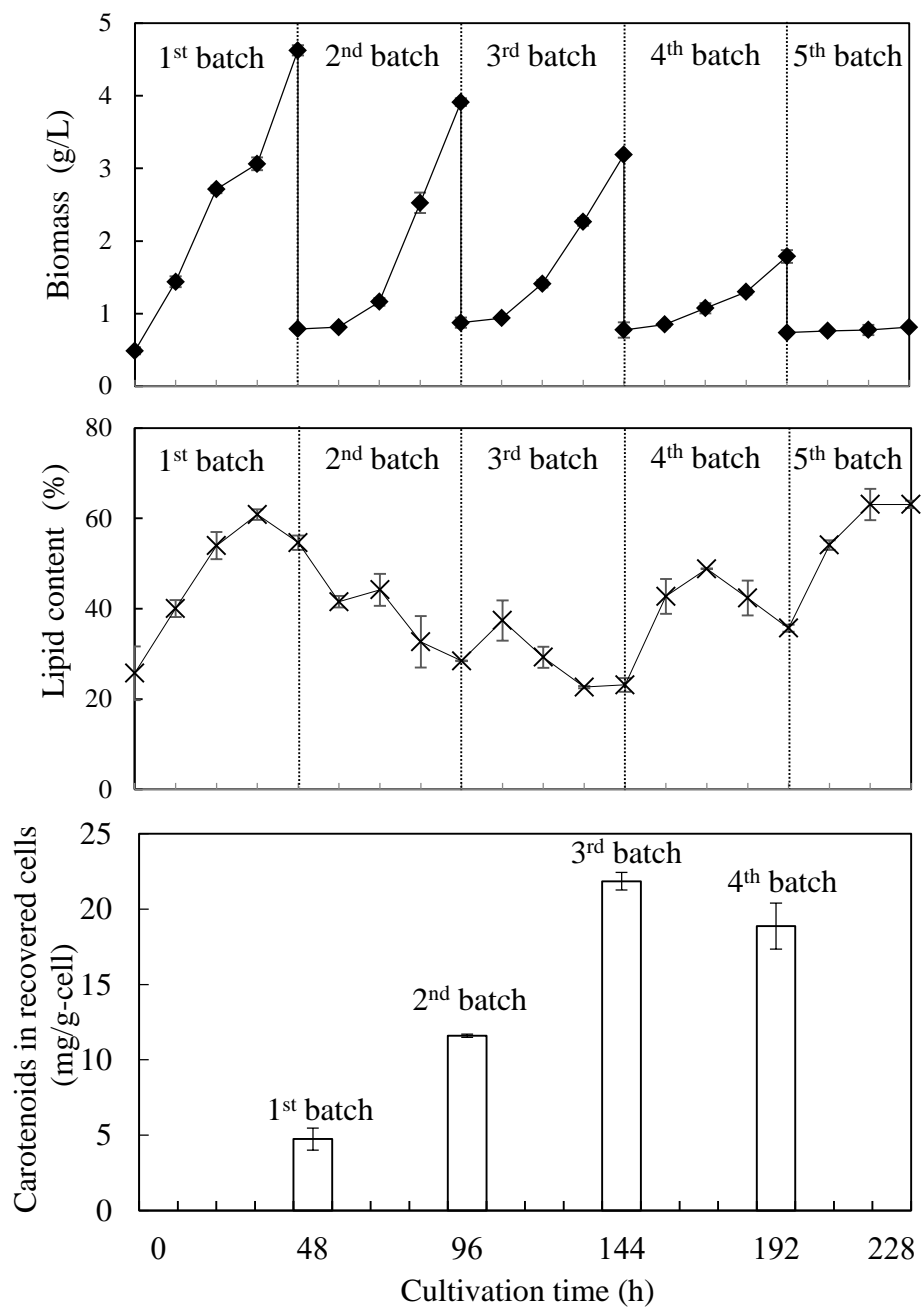 5
1st batch 2nd batch 3rd batch 4th batch 5th batch
4
3
2
1
0
Biomass (g/L)
80
1st batch 2nd batch 3rd batch 4th batch 5th batch
60
40
20
0
Lipid content (%)
25
3rd batch
4th batch
20
15
2nd batch
10
1st batch
5
0
Carotenoids in recovered cells
(mg/g-cell)
0 48 96 144 192 228
Cultivation time (h)